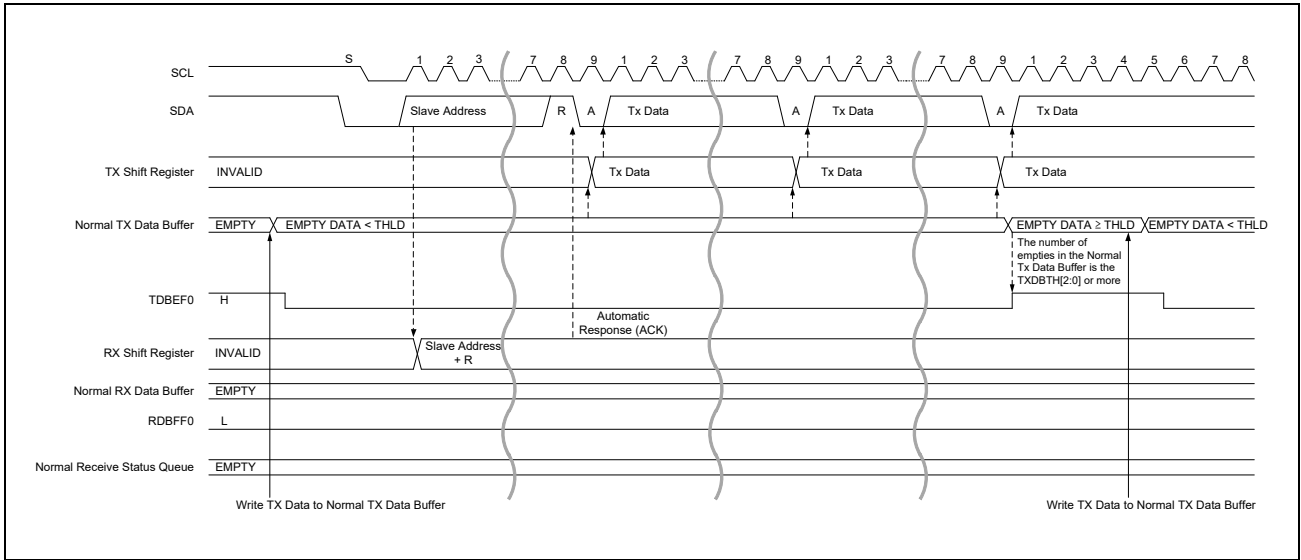 S 1 2 3 7 8 9 1 2 3 7 8 9 1 2 3 7 8 9 1 2 3 4 5 6 7 8
SCL
SDA Slave Address R A Tx Data A Tx Data A Tx Data
TX Shift Register INVALID Tx Data Tx Data Tx Data
Normal TX Data Buffer EMPTY EMPTY DATA < THLD EMPTY DATA ≥ THLD EMPTY DATA < THLD
The number of
empties in the Normal
Tx Data Buffer is the
TXDBTH[2:0] or more
TDBEF0 H
Automatic
Response (ACK)
RX Shift Register INVALID Slave Address
+ R
Normal RX Data Buffer EMPTY
RDBFF0 L
Normal Receive Status Queue EMPTY
Write TX Data to Normal TX Data Buffer Write TX Data to Normal TX Data Buffer